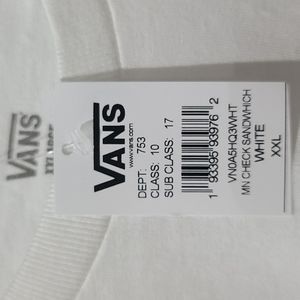 VANS
XXLARGE
VANS
www.vans.com
DEPT: 753
CLASS: 10
SUB CLASS: 17
1 93395 93976 2
VN0A5HQ3WHT
MN CHECK SANDWHICH
WHITE
XXL